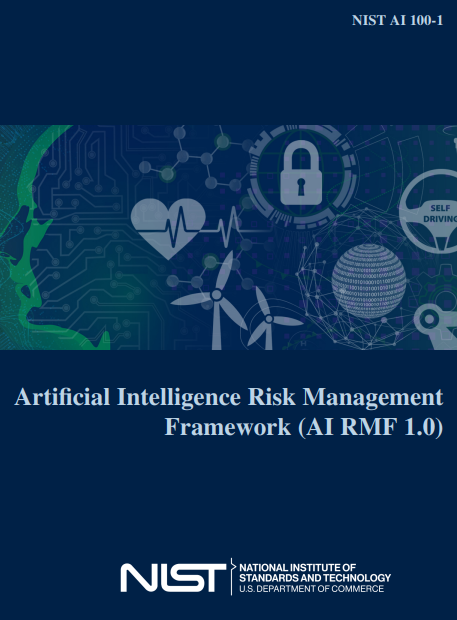 NIST AI 100-1
SELF
DRIVING
Artificial Intelligence Risk Management
Framework (AI RMF 1.0)
NIST
NATIONAL INSTITUTE OF
STANDARDS AND TECHNOLOGY
U.S. DEPARTMENT OF COMMERCE